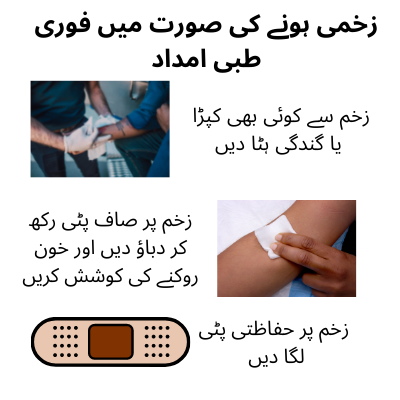 زخمی ہونے کی صورت میں فوری
طبی امداد
زخم سے کوئی بھی کپڑا
یا گندگی ہٹا دیں
زخم پر صاف پٹی رکھ
کر دباؤ دیں اور خون
روکنے کی کوشش کریں
زخم پر حفاظتی پٹی
لگا دیں